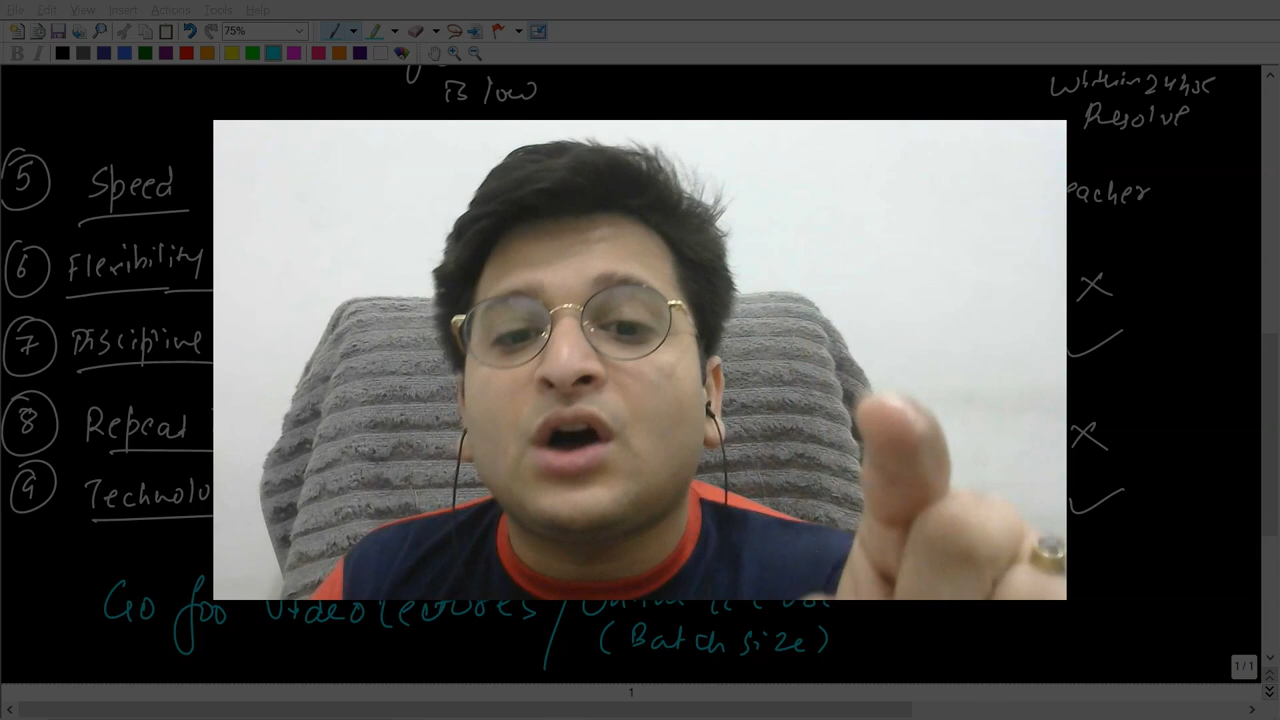 File Edit View Insert Actions Tools Help
75%
B I
Is low
Within 24 hrs
Resolve
5 Speed
eacher
6 Flexibility
7 Discipline
8 Repeat
9 Technolo
Go for Video lectures /
(Batch size)
1 / 1
1